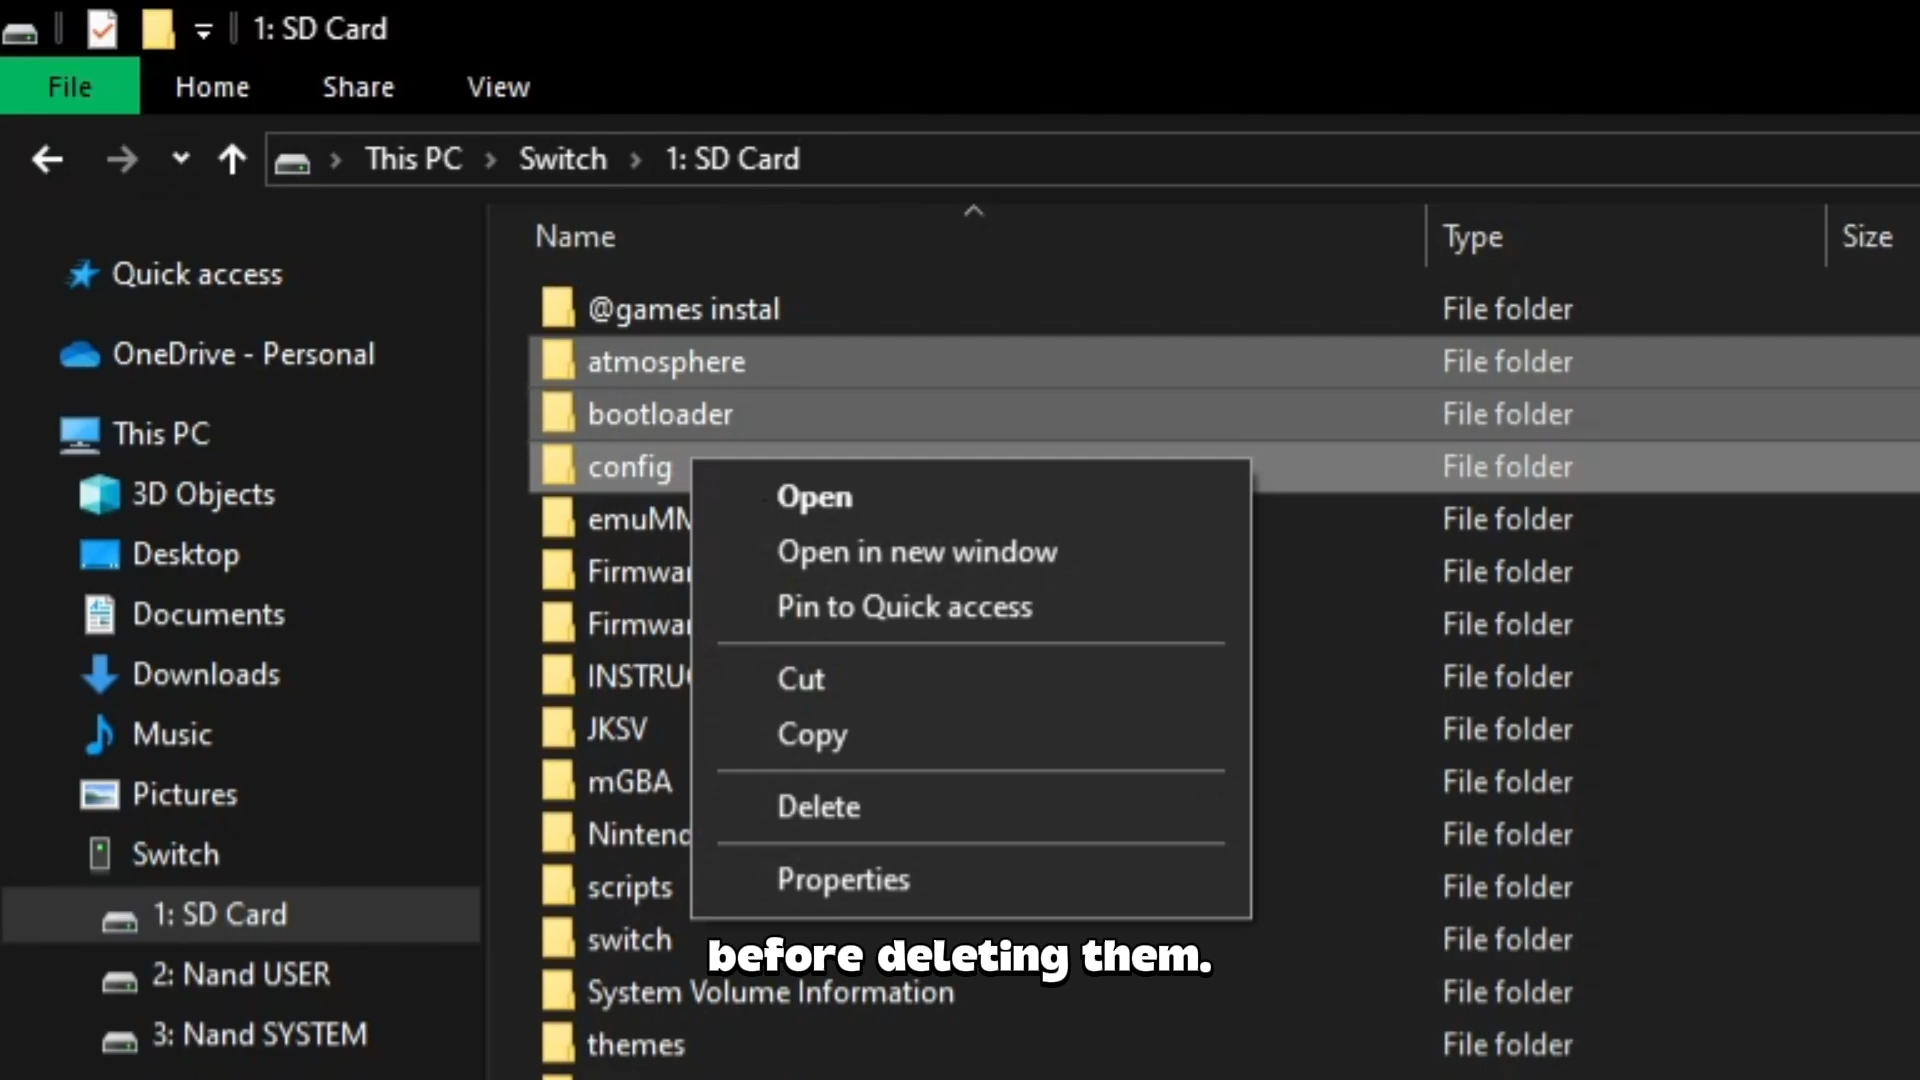 1: SD Card
File Home Share View
This PC > Switch > 1: SD Card
Name Type Size
Quick access
OneDrive - Personal
This PC
3D Objects
Desktop
Documents
Downloads
Music
Pictures
Switch
1: SD Card
2: Nand USER
3: Nand SYSTEM
@games instal File folder
atmosphere File folder
bootloader File folder
config File folder
emuMM File folder
Firmwar File folder
Firmwar File folder
INSTRUC File folder
JKSV File folder
mGBA File folder
Nintend File folder
scripts File folder
switch File folder
System Volume Information File folder
themes File folder
Open
Open in new window
Pin to Quick access
Cut
Copy
Delete
Properties
before deleting them.